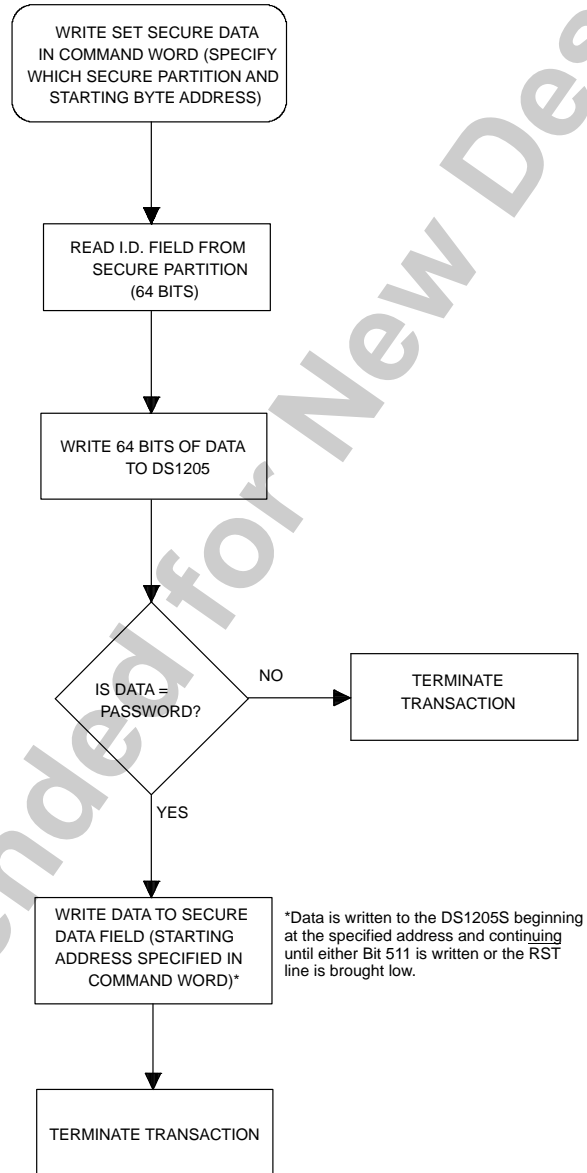 WRITE SET SECURE DATA
IN COMMAND WORD (SPECIFY
WHICH SECURE PARTITION AND
STARTING BYTE ADDRESS)
READ I.D. FIELD FROM
SECURE PARTITION
(64 BITS)
WRITE 64 BITS OF DATA
TO DS1205
IS DATA =
PASSWORD?
NO
TERMINATE
TRANSACTION
YES
WRITE DATA TO SECURE
DATA FIELD (STARTING
ADDRESS SPECIFIED IN
COMMAND WORD)*
*Data is written to the DS1205S beginning
at the specified address and continuing
until either Bit 511 is written or the RST
line is brought low.
TERMINATE TRANSACTION
ended for New Des